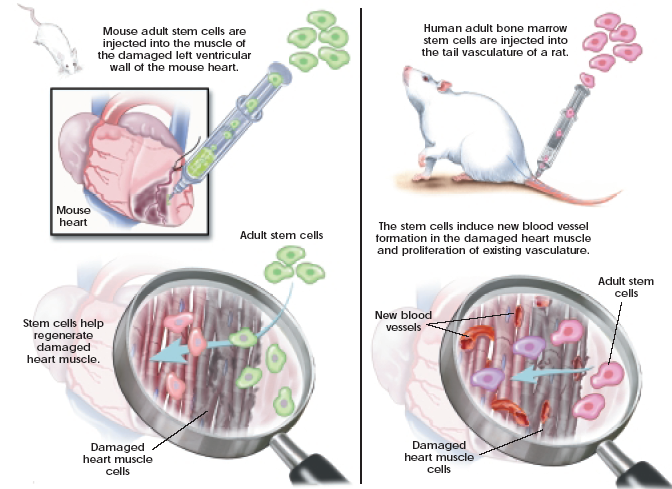 Mouse adult stem cells are
injected into the muscle of
the damaged left ventricular
wall of the mouse heart.
Mouse
heart
Adult stem cells
Stem cells help
regenerate
damaged
heart muscle.
Damaged
heart muscle
cells
Human adult bone marrow
stem cells are injected into
the tail vasculature of a rat.
The stem cells induce new blood vessel
formation in the damaged heart muscle
and proliferation of existing vasculature.
Adult stem
cells
New blood
vessels
Damaged
heart muscle
cells